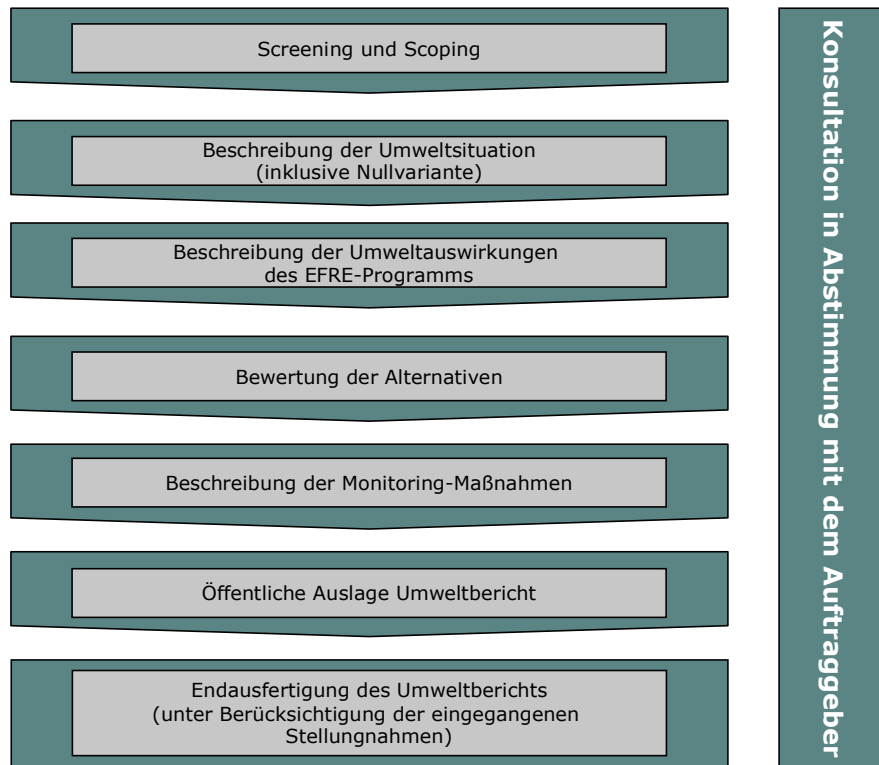 Screening und Scoping
Beschreibung der Umweltsituation
(inklusive Nullvariante)
Beschreibung der Umweltauswirkungen
des EFRE-Programms
Bewertung der Alternativen
Beschreibung der Monitoring-Maßnahmen
Öffentliche Auslage Umweltbericht
Endausfertigung des Umweltberichts
(unter Berücksichtigung der eingegangenen
Stellungnahmen)
Konsultation in Abstimmung mit dem Auftraggeber